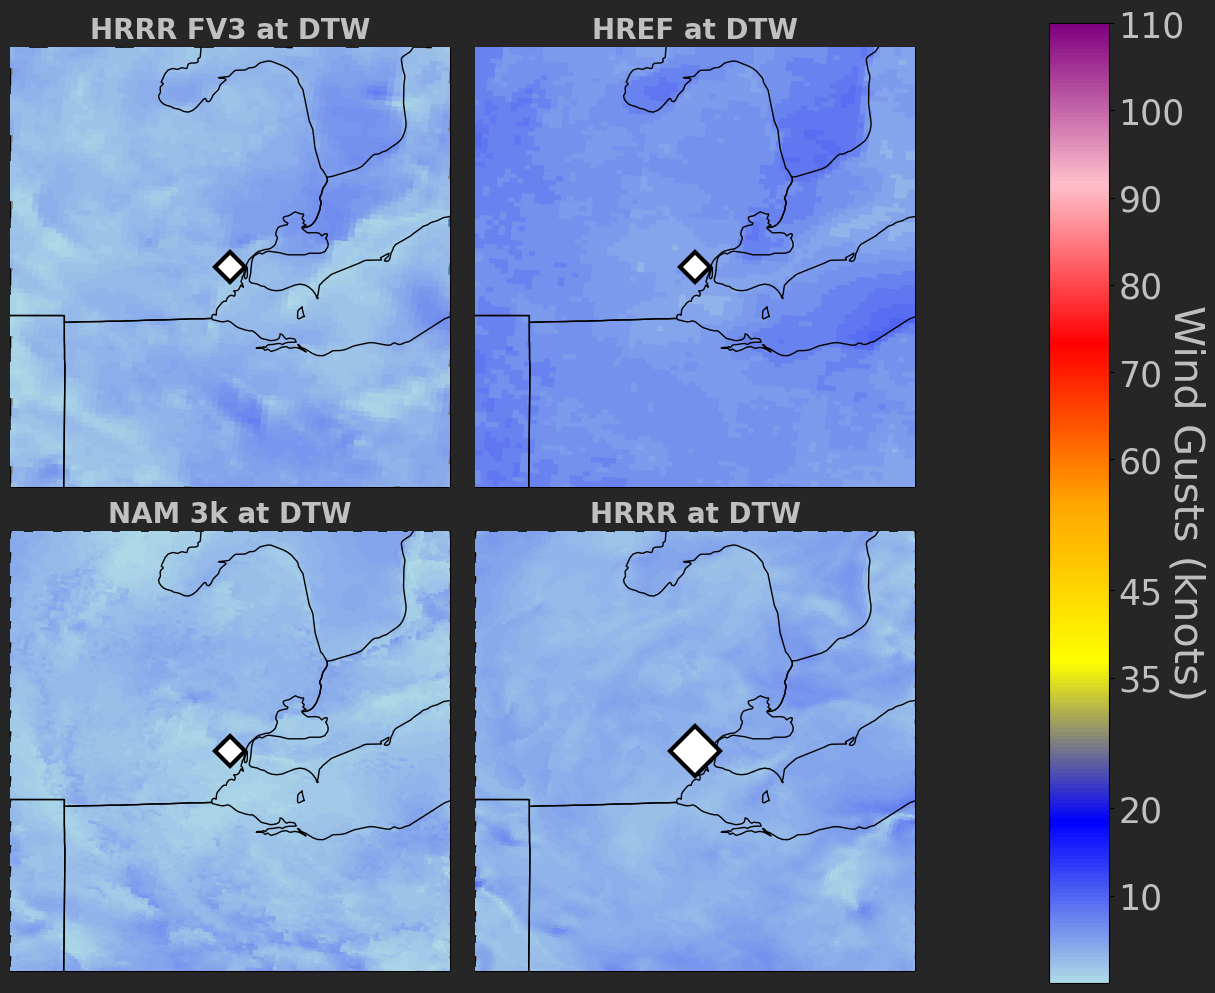 HRRR FV3 at DTW
HREF at DTW
NAM 3k at DTW
HRRR at DTW
110
100
90
80
70
60
45
35
20
10
Wind Gusts (knots)